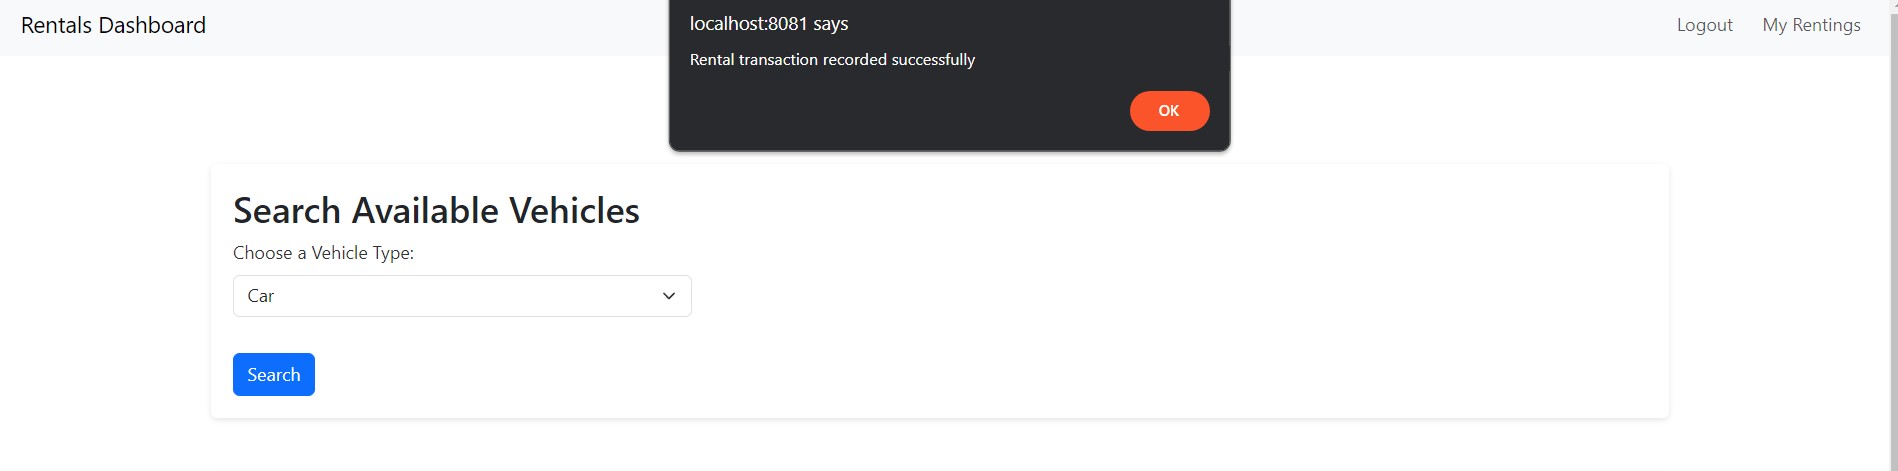 Rentals Dashboard
localhost:8081 says
Logout
My Rentings
Rental transaction recorded successfully
OK
Search Available Vehicles
Choose a Vehicle Type:
Car
Search